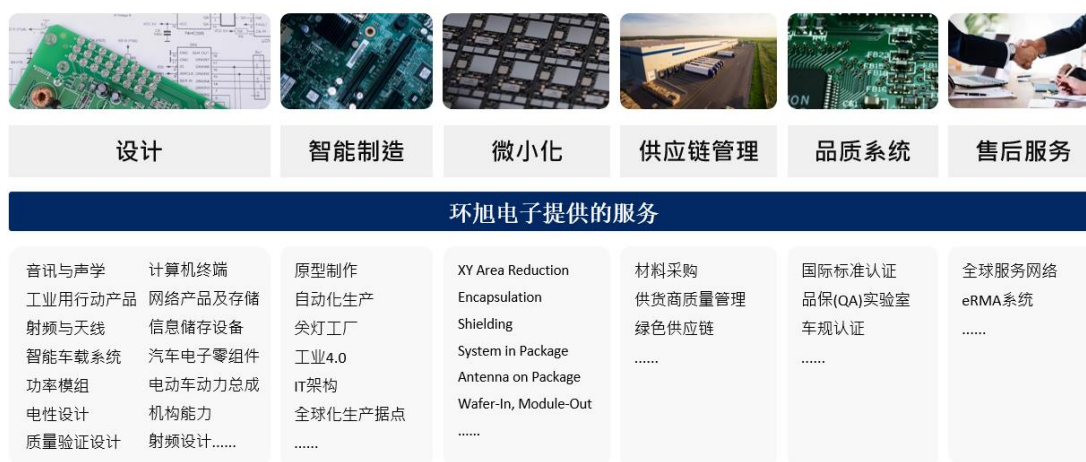 设计
智能制造
微小化
供应链管理
品质系统
售后服务
环旭电子提供的服务
音讯与声学
工业用行动产品
射频与天线
智能车载系统
功率模组
电性设计
质量验证设计
计算机终端
网络产品及存储
信息储存设备
汽车电子零组件
电动车动力总成
机构能力
射频设计......
原型制作
自动化生产
关灯工厂
工业4.0
IT架构
全球化生产据点
......
XY Area Reduction
Encapsulation
Shielding
System in Package
Antenna on Package
Wafer-In, Module-Out
......
材料采购
供货商质量管理
绿色供应链
......
国际标准认证
品保(QA)实验室
车规认证
......
全球服务网络
eRMA系统
......